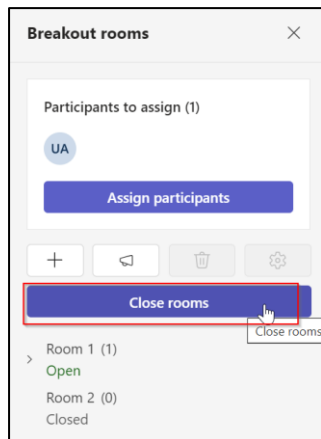 Breakout rooms
Participants to assign (1)
UA
Assign participants
Close rooms
Close rooms
Room 1 (1)
Open
Room 2 (0)
Closed